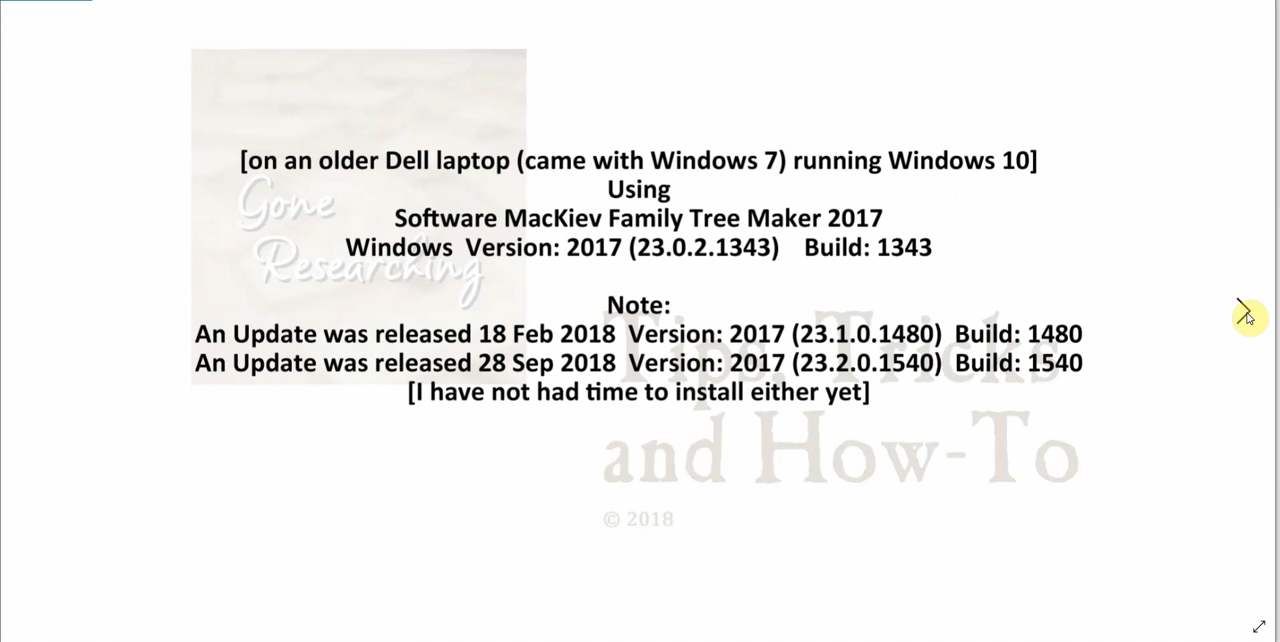 [on an older Dell laptop (came with Windows 7) running Windows 10]
Using
Software MacKiev Family Tree Maker 2017
Windows  Version: 2017 (23.0.2.1343)    Build: 1343
Gone
Researching
Note:
An Update was released 18 Feb 2018  Version: 2017 (23.1.0.1480)  Build: 1480
An Update was released 28 Sep 2018  Version: 2017 (23.2.0.1540)  Build: 1540
[I have not had time to install either yet]
Tips, Tricks
and How-To
© 2018